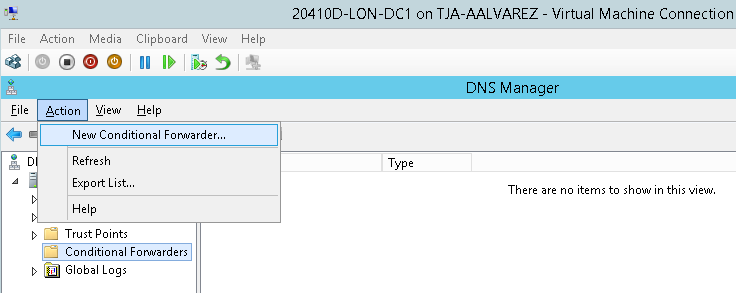 20410D-LON-DC1 on TJA-AALVAREZ - Virtual Machine Connection
File Action Media Clipboard View Help
DNS Manager
File Action View Help
New Conditional Forwarder...
Refresh
Export List...
Help
Type
There are no items to show in this view.
Trust Points
Conditional Forwarders
Global Logs